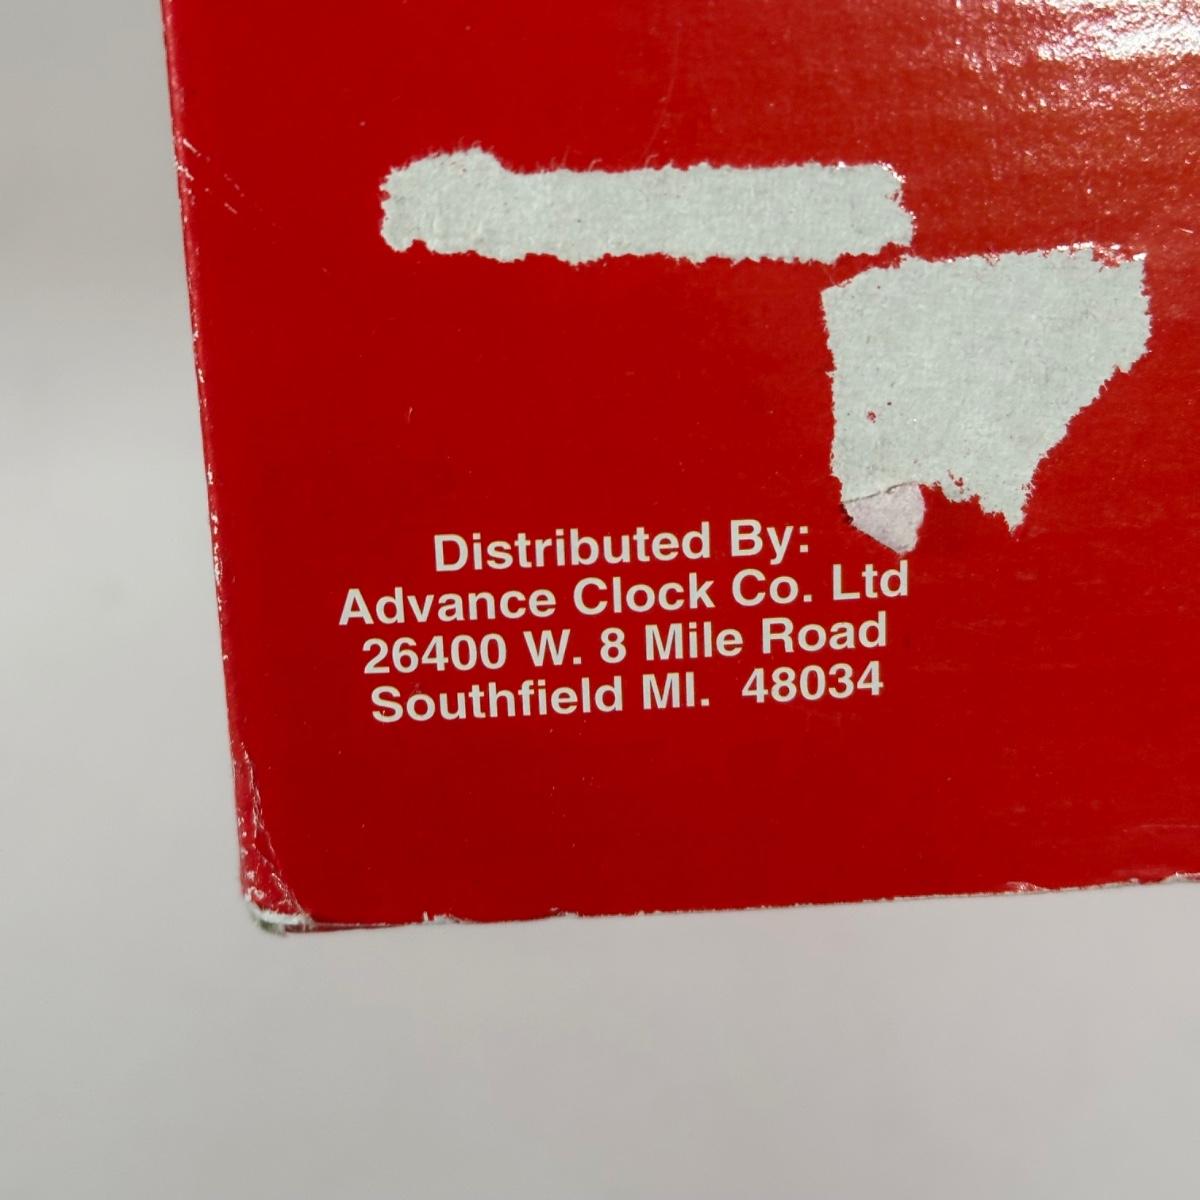 Distributed By:
Advance Clock Co. Ltd
26400 W. 8 Mile Road
Southfield MI.  48034